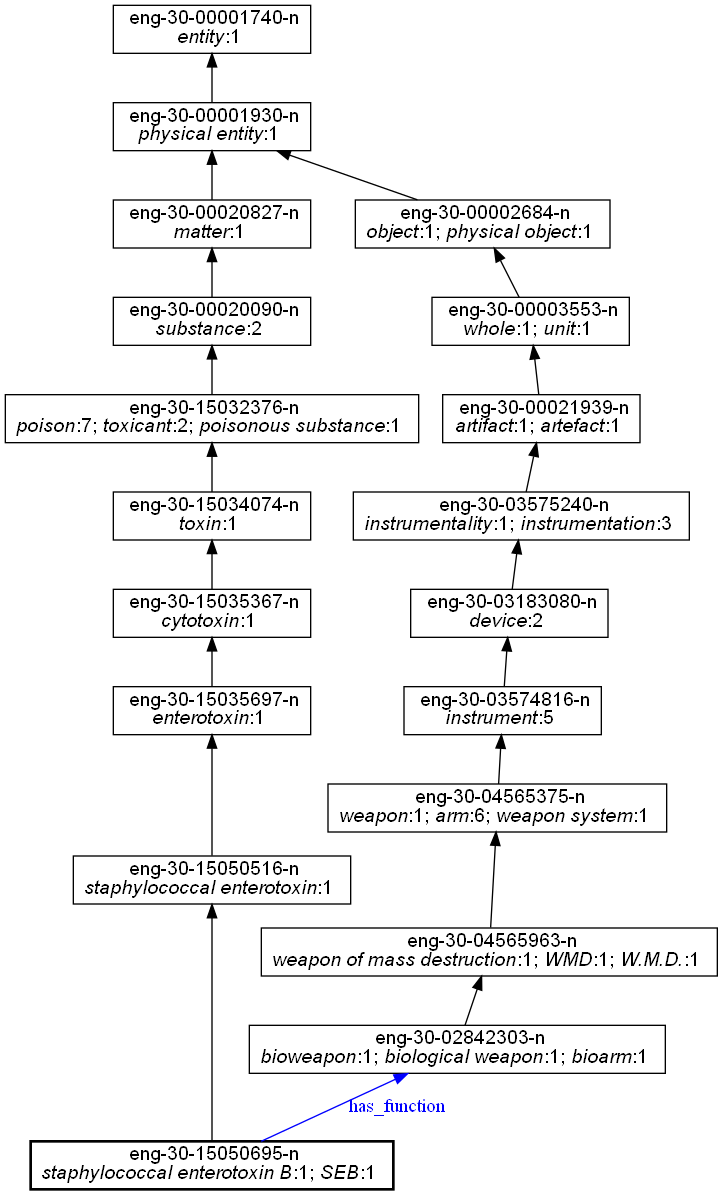 eng-30-00001740-n
entity:1
eng-30-00001930-n
physical entity:1
eng-30-00020827-n
matter:1
eng-30-00002684-n
object:1; physical object:1
eng-30-00020090-n
substance:2
eng-30-00003553-n
whole:1; unit:1
eng-30-15032376-n
poison:7; toxicant:2; poisonous substance:1
eng-30-00021939-n
artifact:1; artefact:1
eng-30-15034074-n
toxin:1
eng-30-03575240-n
instrumentality:1; instrumentation:3
eng-30-15035367-n
cytotoxin:1
eng-30-03183080-n
device:2
eng-30-15035697-n
enterotoxin:1
eng-30-03574816-n
instrument:5
eng-30-04565375-n
weapon:1; arm:6; weapon system:1
eng-30-15050516-n
staphylococcal enterotoxin:1
eng-30-04565963-n
weapon of mass destruction:1; WMD:1; W.M.D.:1
eng-30-02842303-n
bioweapon:1; biological weapon:1; bioarm:1
has_function
eng-30-15050695-n
staphylococcal enterotoxin B:1; SEB:1